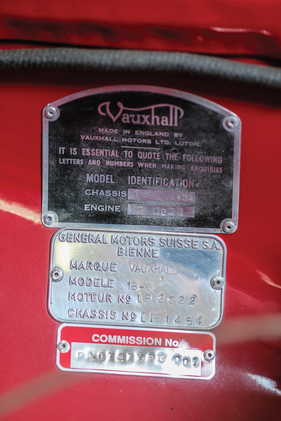 Vauxhall
MADE IN ENGLAND BY
VAUXHALL MOTORS LTD. LUTON.
IT IS ESSENTIAL TO QUOTE THE FOLLOWING
LETTERS AND NUMBERS WHEN MAKING ENQUIRIES
MODEL IDENTIFICATION
CHASSIS
ENGINE
GENERAL MOTORS SUISSE S.A.
BIENNE
MARQUE VAUXHALL
MODELE
MOTEUR No
CHASSIS No
COMMISSION No.